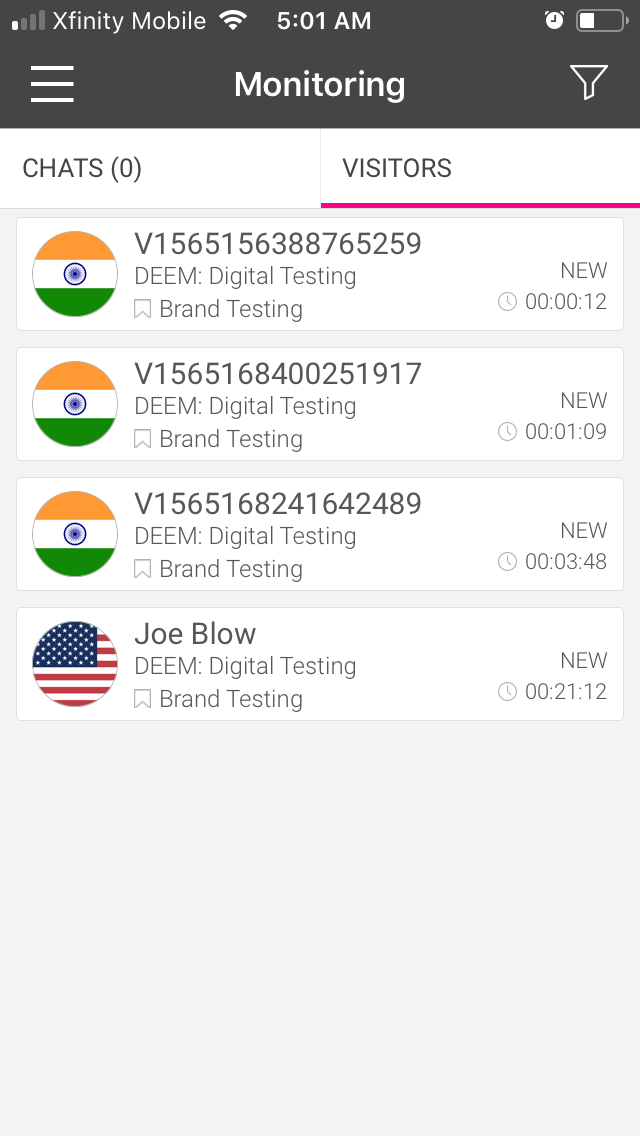 Xfinity Mobile 5:01 AM
Monitoring
CHATS (0) VISITORS
V1565156388765259
DEEM: Digital Testing
NEW
Brand Testing
00:00:12
V1565168400251917
DEEM: Digital Testing
NEW
Brand Testing
00:01:09
V1565168241642489
DEEM: Digital Testing
NEW
Brand Testing
00:03:48
Joe Blow
DEEM: Digital Testing
NEW
Brand Testing
00:21:12